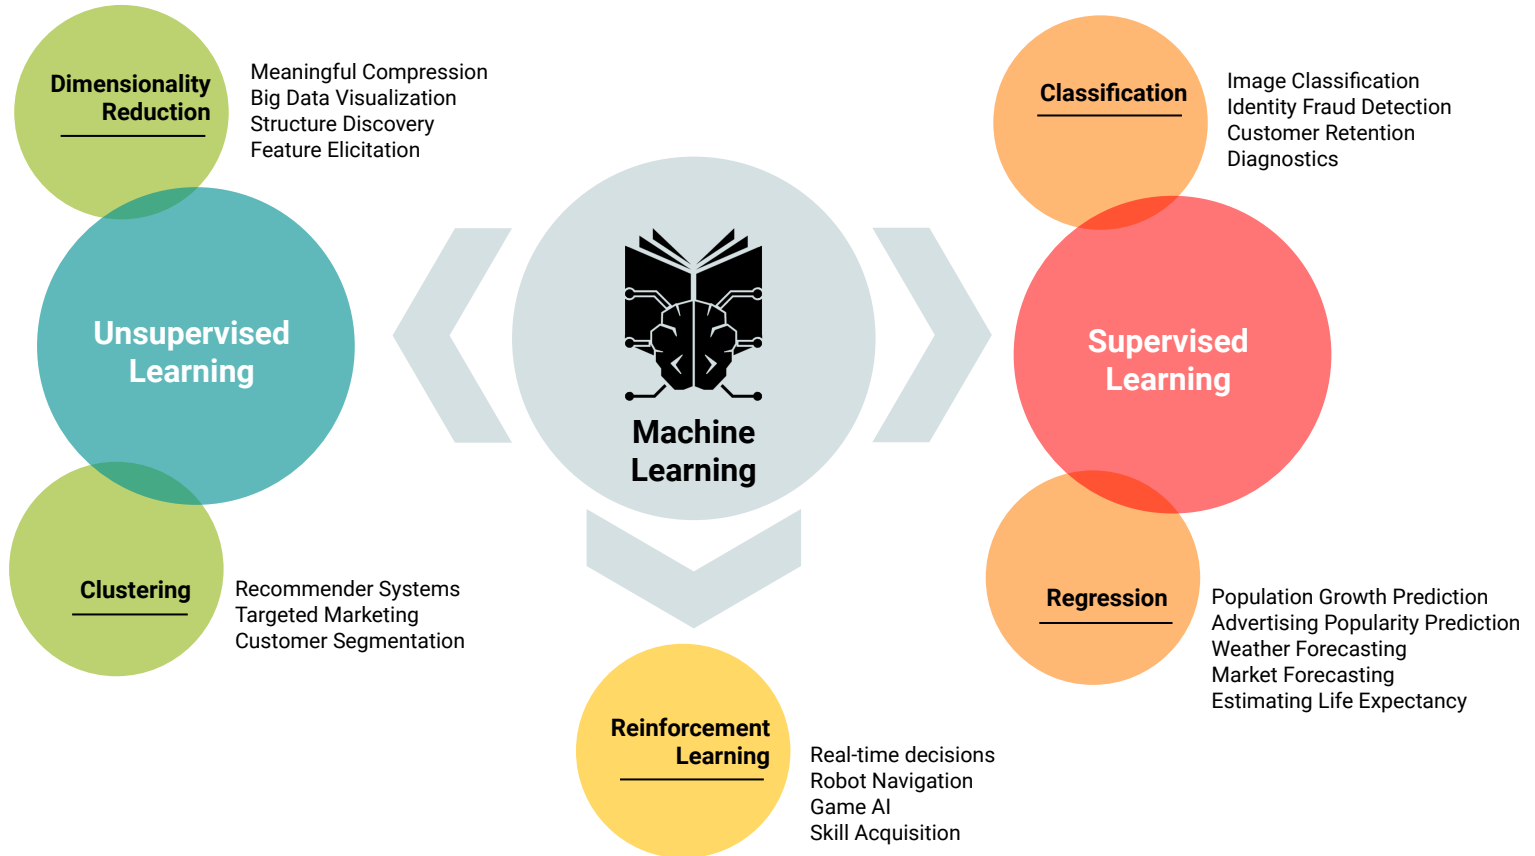 Dimensionality
Reduction
Meaningful Compression
Big Data Visualization
Structure Discovery
Feature Elicitation
Unsupervised
Learning
Clustering
Recommender Systems
Targeted Marketing
Customer Segmentation
Machine
Learning
Reinforcement
Learning
Real-time decisions
Robot Navigation
Game AI
Skill Acquisition
Classification
Image Classification
Identity Fraud Detection
Customer Retention
Diagnostics
Supervised
Learning
Regression
Population Growth Prediction
Advertising Popularity Prediction
Weather Forecasting
Market Forecasting
Estimating Life Expectancy